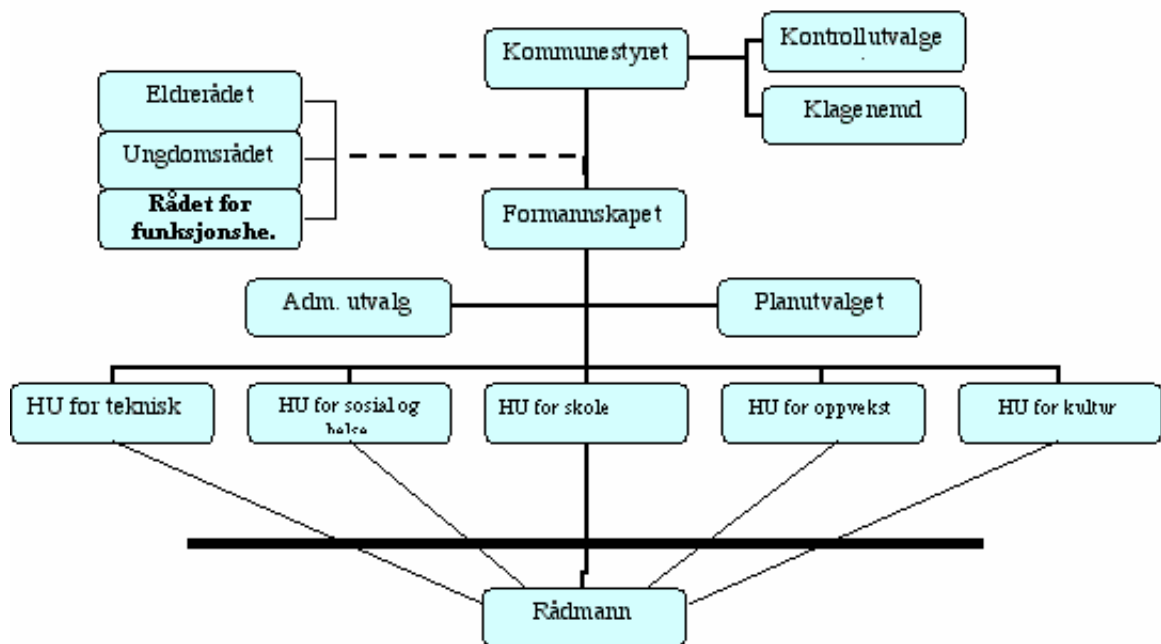 Kommunestyret
Kontrollutvalge
Klagenemd
Eldrerådet
Ungdomsrådet
Rådet for
funksjonshe.
Formannskapet
Adm. utvalg
Planutvalget
HU for teknisk
HU for sosial og
helse
HU for skole
HU for oppvekst
HU for kultur
Rådmann